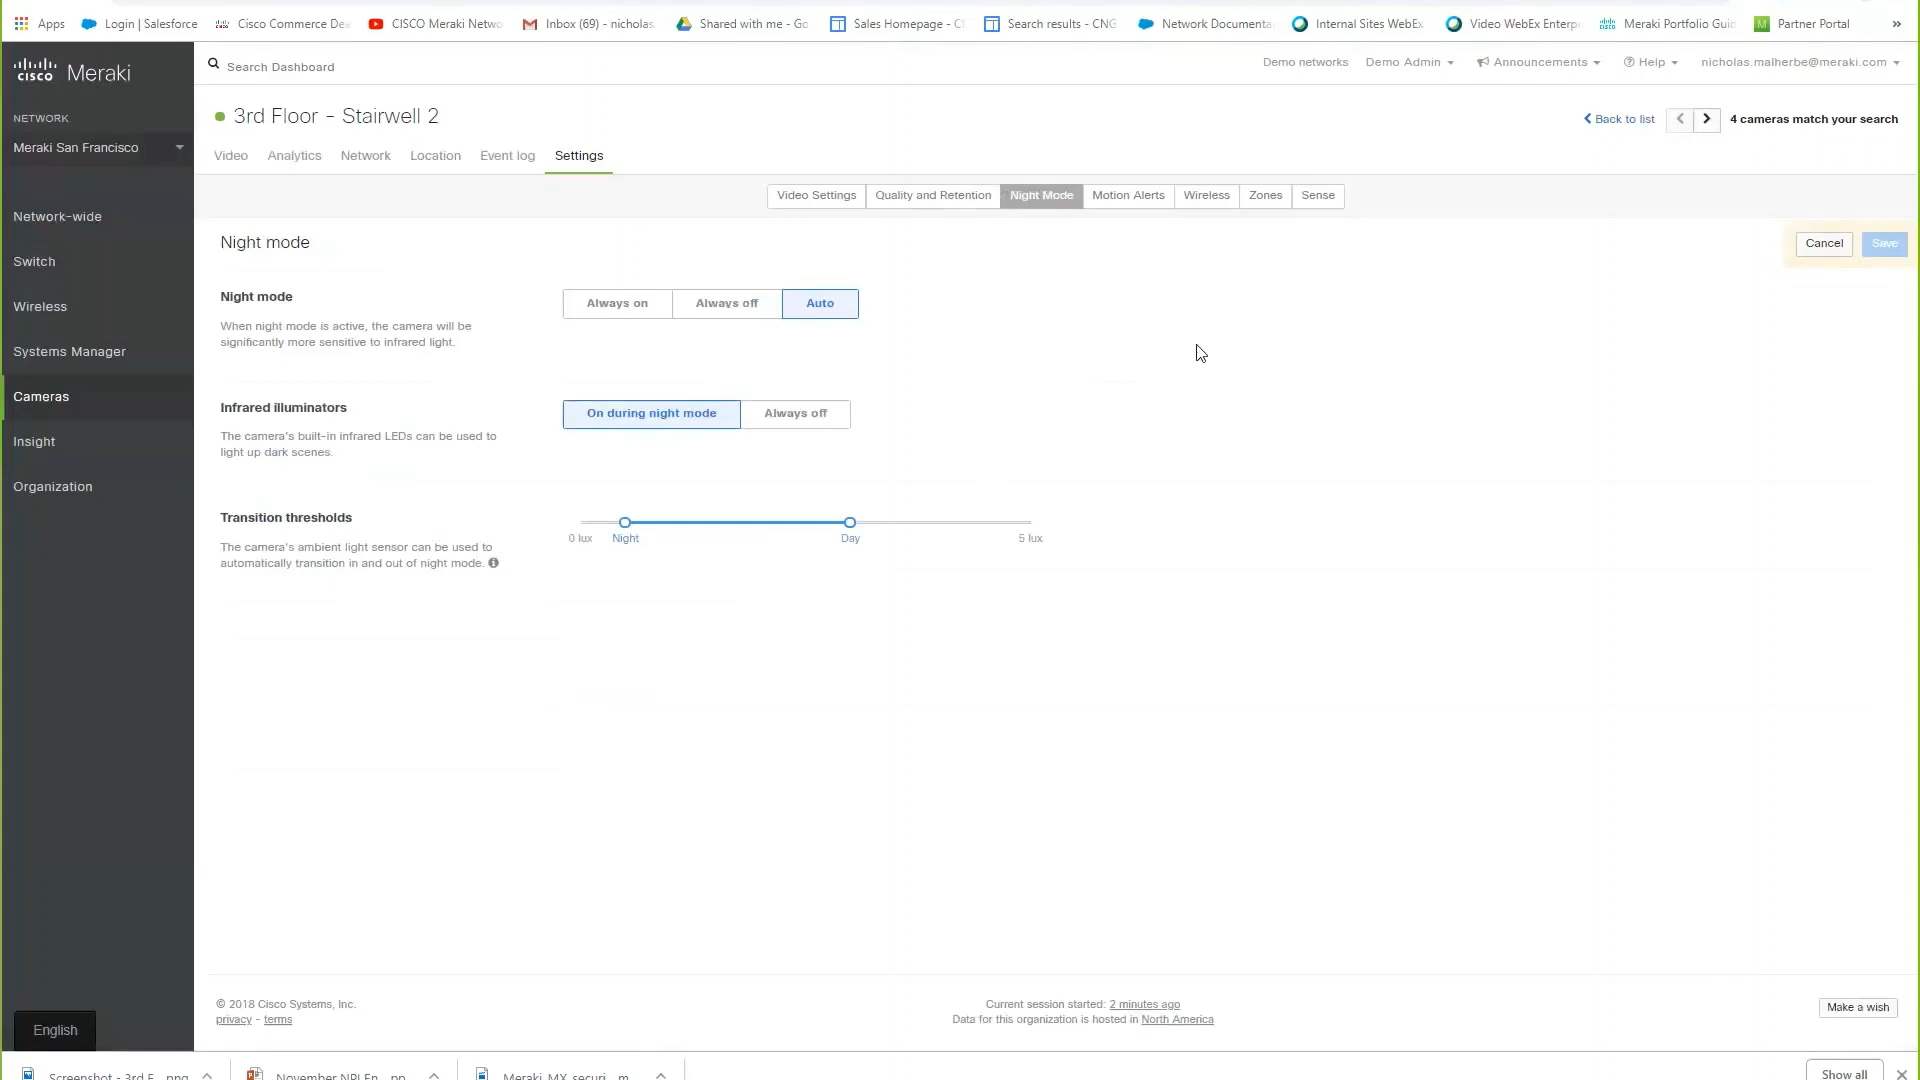 Apps Login | Salesforce Cisco Commerce De CISCO Meraki Netwo Inbox (69) - nicholas. Shared with me - Go Sales Homepage - C Search results - CNG Network Documenta Internal Sites WebEx Video WebEx Enterp Meraki Portfolio Guid Partner Portal »
cisco Meraki
Search Dashboard
Demo networks Demo Admin Announcements Help nicholas.malherbe@meraki.com
NETWORK
Meraki San Francisco
3rd Floor - Stairwell 2
Back to list 4 cameras match your search
Video Analytics Network Location Event log Settings
Video Settings Quality and Retention Night Mode Motion Alerts Wireless Zones Sense
Network-wide
Switch
Wireless
Systems Manager
Cameras
Insight
Organization
Night mode
Cancel Save
Night mode
Always on Always off Auto
When night mode is active, the camera will be
significantly more sensitive to infrared light.
Infrared illuminators
On during night mode Always off
The camera's built-in infrared LEDs can be used to
light up dark scenes.
Transition thresholds
0 lux Night Day 5 lux
The camera's ambient light sensor can be used to
automatically transition in and out of night mode.
© 2018 Cisco Systems, Inc.
privacy - terms
Current session started: 2 minutes ago
Data for this organization is hosted in North America
Make a wish
English
Screenshot - 3rd F....png November NPI En....pp Meraki MX securi....m Show all